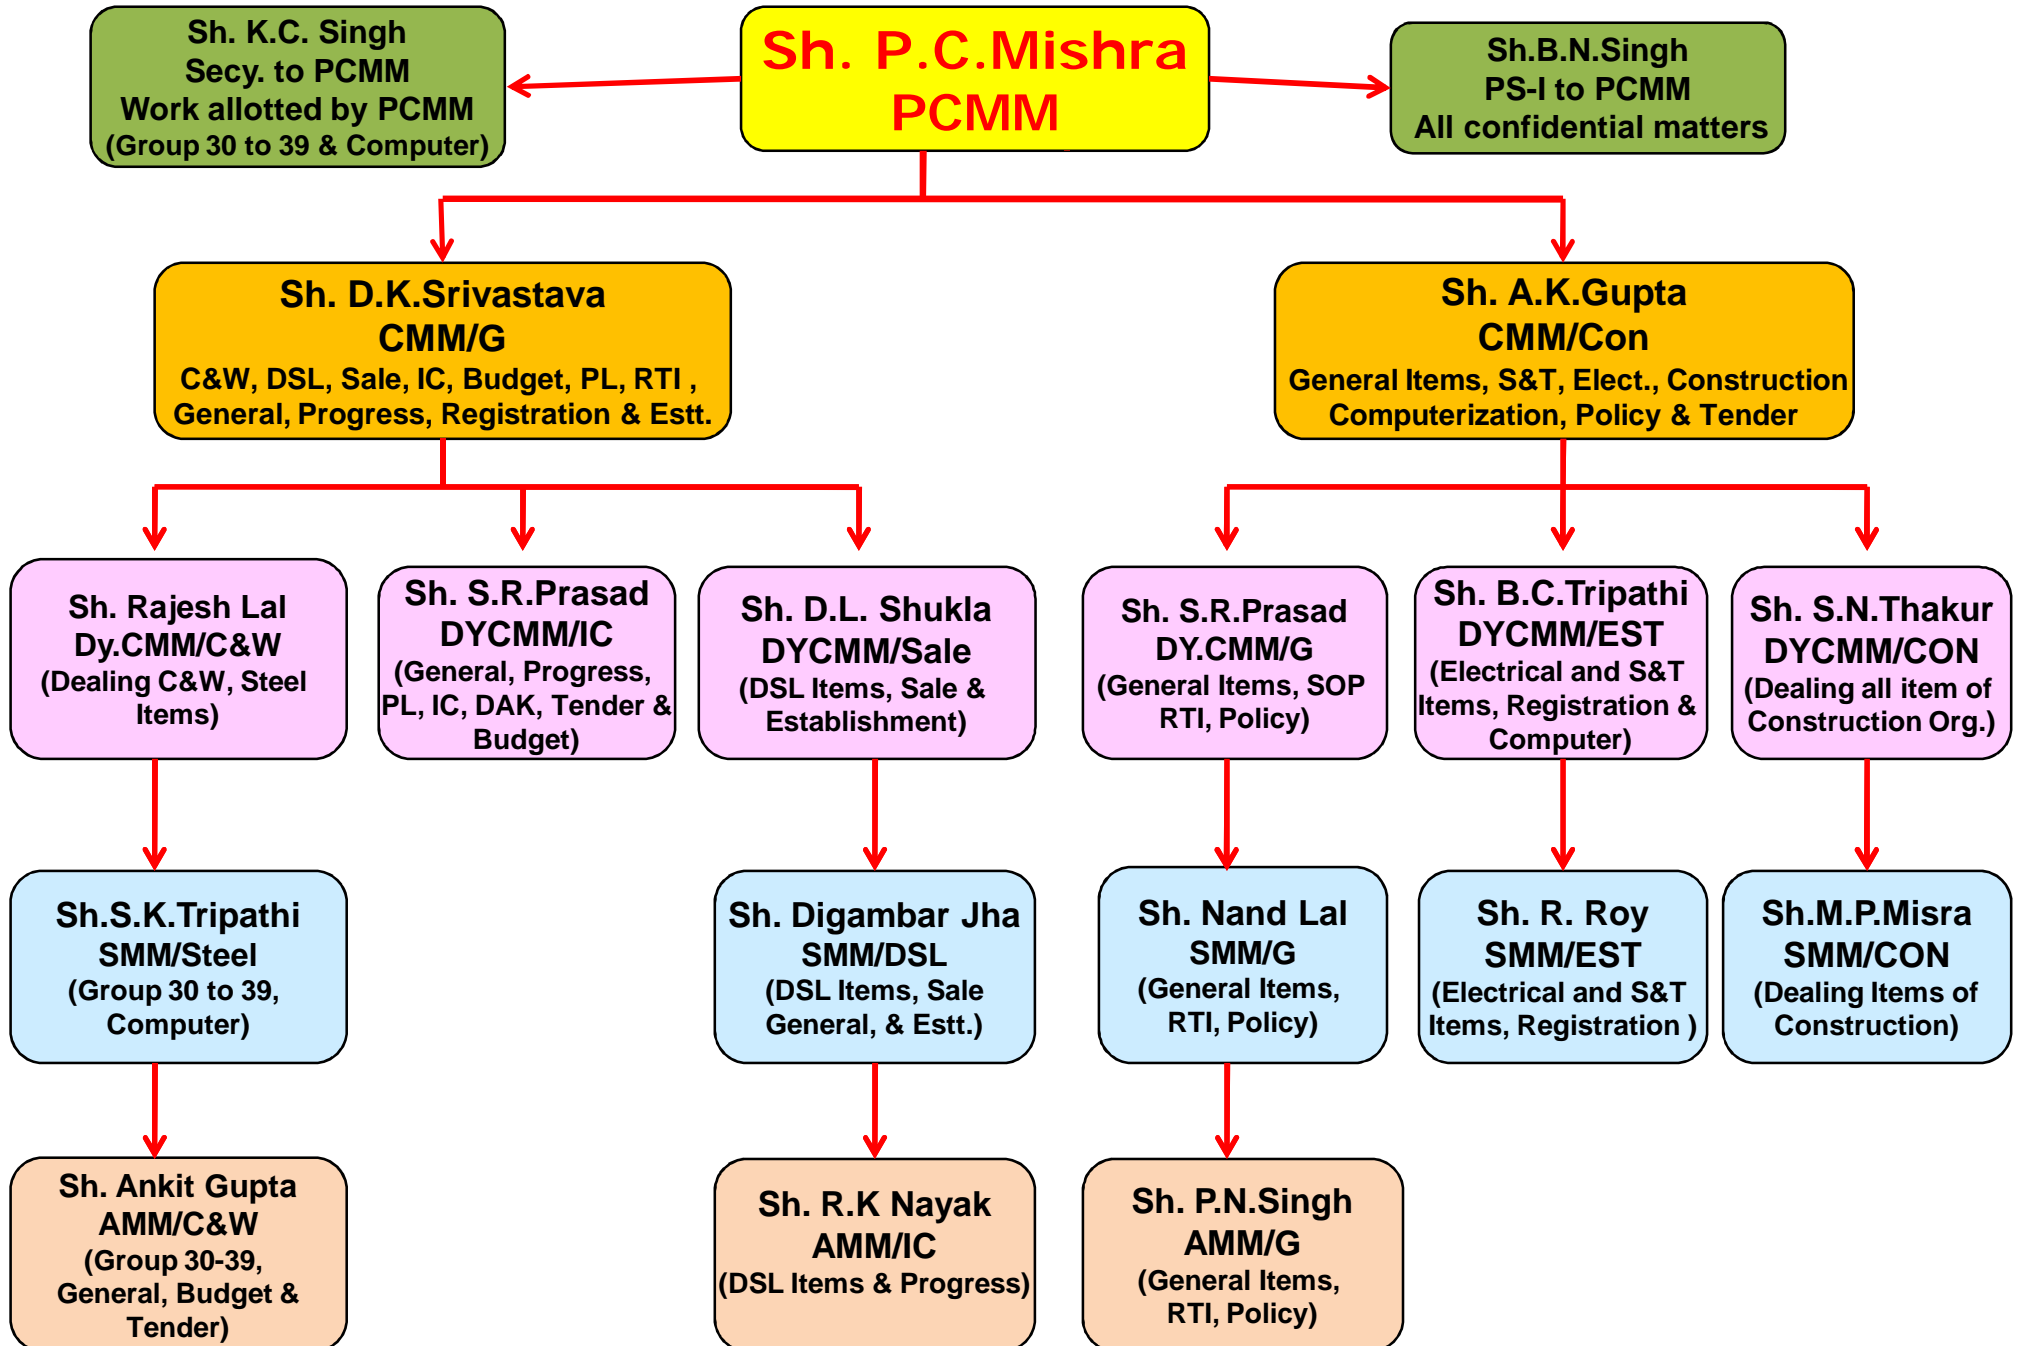 Sh. K.C. Singh
Secy. to PCMM
Work allotted by PCMM
(Group 30 to 39 & Computer)
Sh. P.C.Mishra
PCMM
Sh.B.N.Singh
PS-I to PCMM
All confidential matters
Sh. D.K.Srivastava
CMM/G
C&W, DSL, Sale, IC, Budget, PL, RTI ,
General, Progress, Registration & Estt.
Sh. A.K.Gupta
CMM/Con
General Items, S&T, Elect., Construction
Computerization, Policy & Tender
Sh. Rajesh Lal
Dy.CMM/C&W
(Dealing C&W, Steel
Items)
Sh. S.R.Prasad
DYCMM/IC
(General, Progress,
PL, IC, DAK, Tender &
Budget)
Sh. D.L. Shukla
DYCMM/Sale
(DSL Items, Sale &
Establishment)
Sh. S.R.Prasad
DY.CMM/G
(General Items, SOP
RTI, Policy)
Sh. B.C.Tripathi
DYCMM/EST
(Electrical and S&T
Items, Registration &
Computer)
Sh. S.N.Thakur
DYCMM/CON
(Dealing all item of
Construction Org.)
Sh.S.K.Tripathi
SMM/Steel
(Group 30 to 39,
Computer)
Sh. Digambar Jha
SMM/DSL
(DSL Items, Sale
General, & Estt.)
Sh. Nand Lal
SMM/G
(General Items,
RTI, Policy)
Sh. R. Roy
SMM/EST
(Electrical and S&T
Items, Registration )
Sh.M.P.Misra
SMM/CON
(Dealing Items of
Construction)
Sh. Ankit Gupta
AMM/C&W
(Group 30-39,
General, Budget &
Tender)
Sh. R.K Nayak
AMM/IC
(DSL Items & Progress)
Sh. P.N.Singh
AMM/G
(General Items,
RTI, Policy)